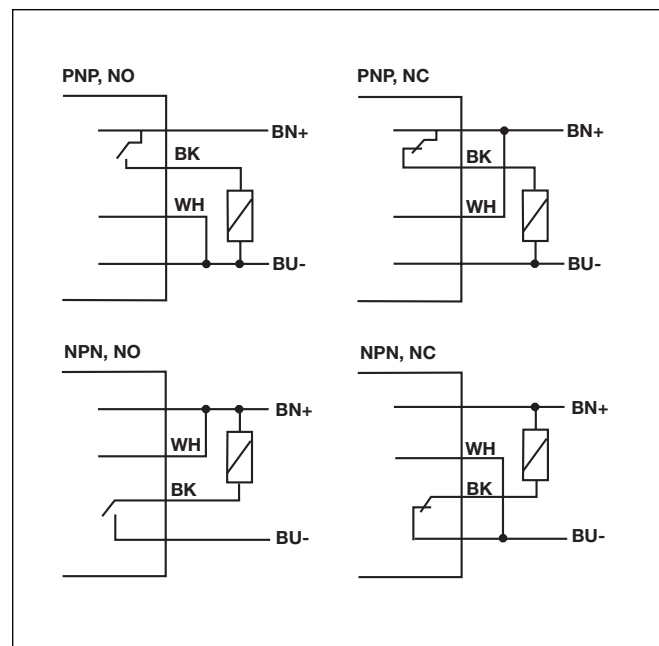 PNP, NO
BN+
BK
WH
BU-
PNP, NC
BN+
BK
WH
BU-
NPN, NO
BN+
WH
BK
BU-
NPN, NC
BN+
WH
BK
BU-